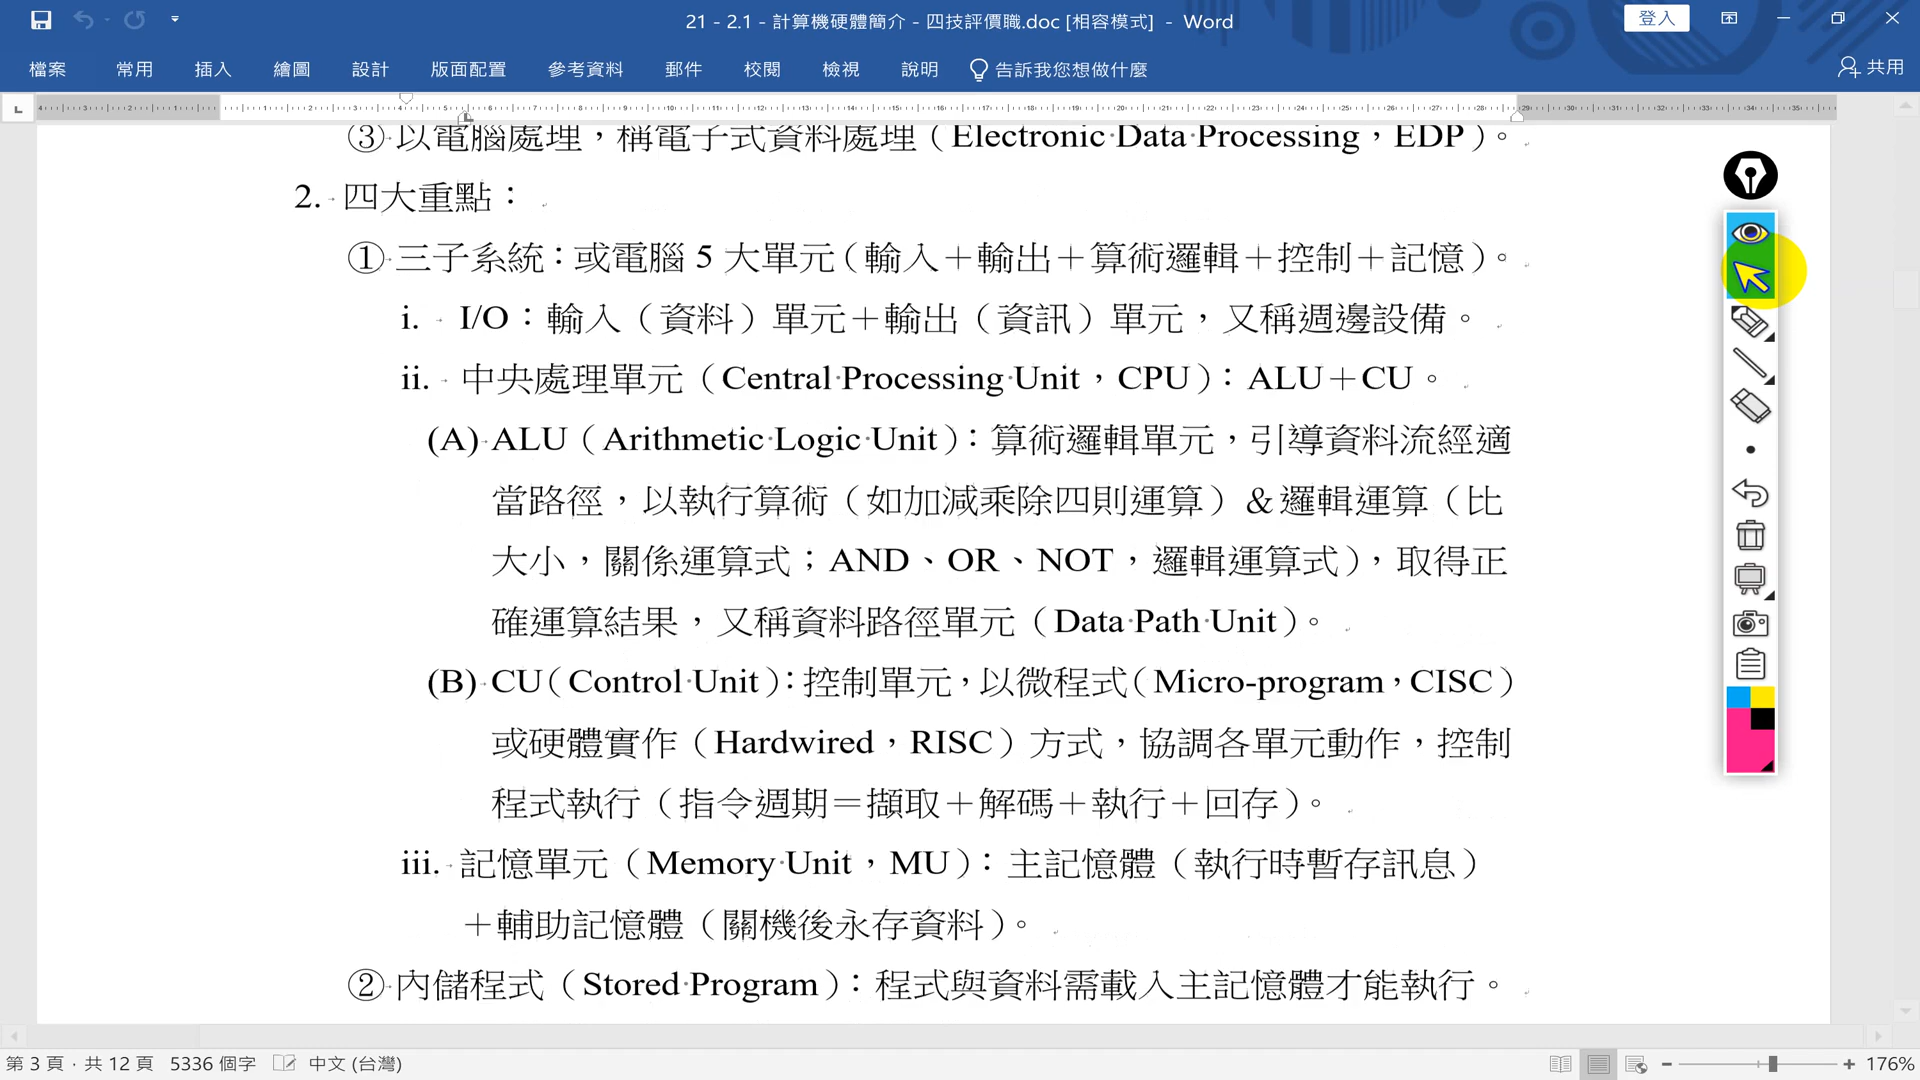 21 - 2.1 - 計算機硬體簡介 - 四技評價職.doc [相容模式] - Word
登入
檔案 常用 插入 繪圖 設計 版面配置 參考資料 郵件 校閱 檢視 說明 告訴我您想做什麼 共用
③ 以電腦處理，稱電子式資料處理（Electronic Data Processing，EDP）。
2. 四大重點：
① 三子系統：或電腦 5 大單元（輸入＋輸出＋算術邏輯＋控制＋記憶）。
i. I/O：輸入（資料）單元＋輸出（資訊）單元，又稱週邊設備。
ii. 中央處理單元（Central Processing Unit，CPU）：ALU＋CU。
(A) ALU（Arithmetic Logic Unit）：算術邏輯單元，引導資料流經適
當路徑，以執行算術（如加減乘除四則運算）＆邏輯運算（比
大小，關係運算式；AND、OR、NOT，邏輯運算式），取得正
確運算結果，又稱資料路徑單元（Data Path Unit）。
(B) CU（Control Unit）：控制單元，以微程式（Micro-program，CISC）
或硬體實作（Hardwired，RISC）方式，協調各單元動作，控制
程式執行（指令週期＝擷取＋解碼＋執行＋回存）。
iii. 記憶單元（Memory Unit，MU）：主記憶體（執行時暫存訊息）
＋輔助記憶體（關機後永存資料）。
② 內儲程式（Stored Program）：程式與資料需載入主記憶體才能執行。
第 3 頁，共 12 頁 5336 個字 中文 (台灣) 176%